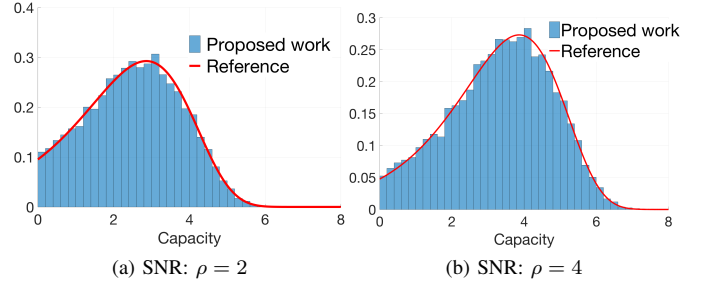 0.4
0.3
0.2
0.1
0
0 2 4 6 8
Capacity
Proposed work
Reference
(a) SNR: ρ = 2
0.3
0.25
0.2
0.15
0.1
0.05
0
0 2 4 6 8
Capacity
Proposed work
Reference
(b) SNR: ρ = 4